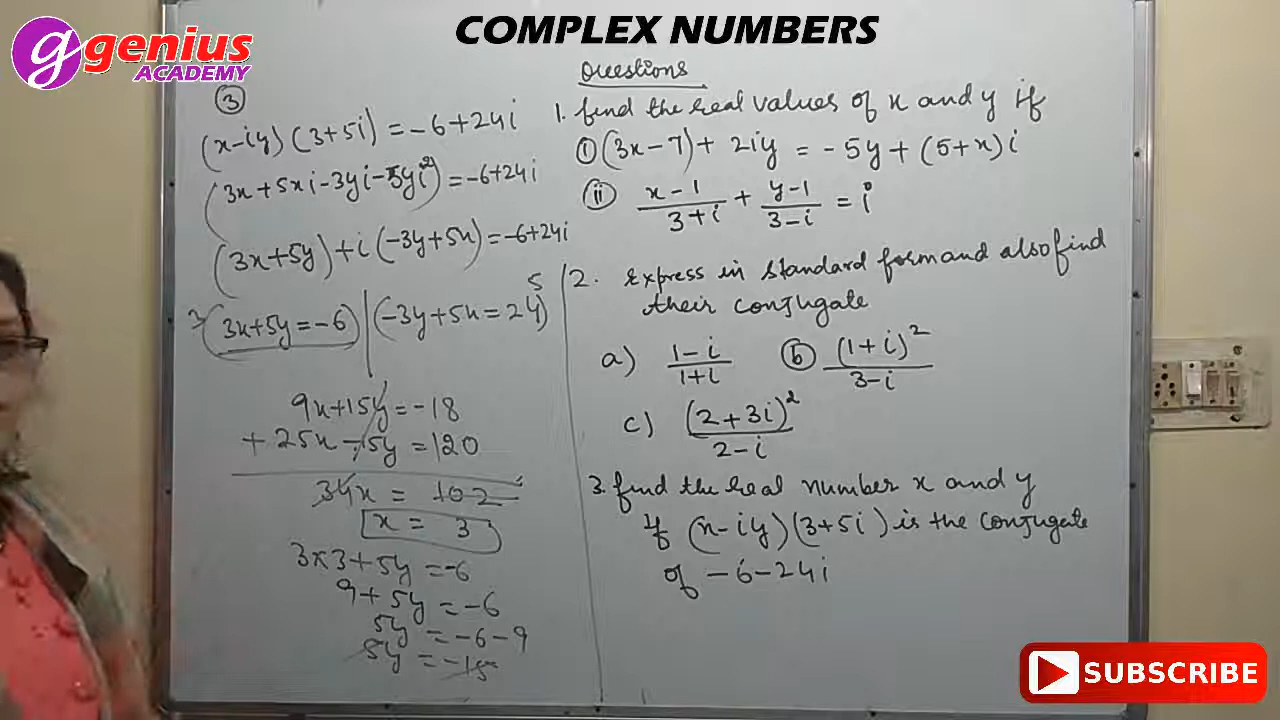 COMPLEX NUMBERS
genius
ACADEMY
Questions
1. find the real values of x and y if
① (3x - 7) + 2iy = - 5y + (5 + x) i
ⅱ x - 1 / 3 + i + y - 1 / 3 - i = i
2. Express in standard form and also find
their conjugate
a) 1 - i / 1 + i ⓑ (1 + i)² / 3 - i
c) (2 + 3i)² / 2 - i
3. find the real number x and y
if (x - iy) (3 + 5i) is the conjugate
of - 6 - 24i
③
(x - iy) (3 + 5i) = - 6 + 24i
(3x + 5xi - 3yi - 5yi²) = - 6 + 24i
(3x + 5y) + i (- 3y + 5x) = - 6 + 24i
3 (3x + 5y = - 6) | (- 3y + 5x = 24) 5
9x + 15y = - 18
+ 25x - 15y = 120
34x = 102
x = 3
3 x 3 + 5y = - 6
9 + 5y = - 6
5y = - 6 - 9
5y = - 15
SUBSCRIBE